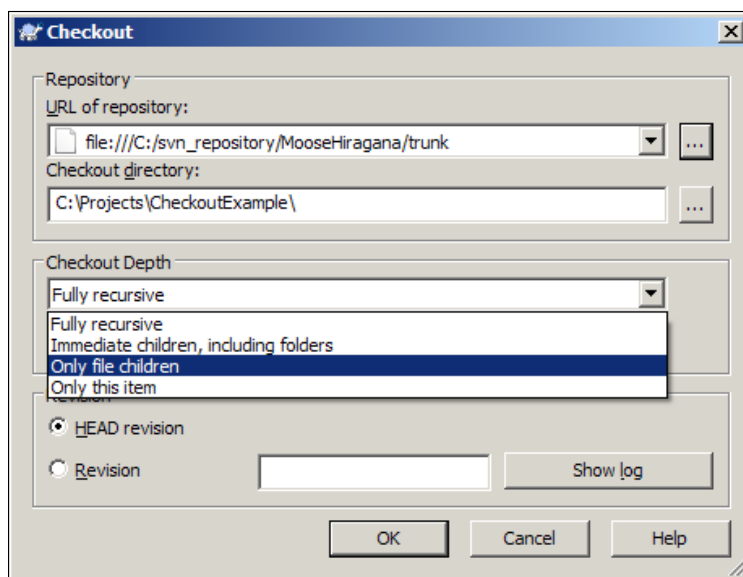 Checkout
Repository
URL of repository:
file:///C:/svn_repository/MooseHiragana/trunk
...
Checkout directory:
C:\Projects\CheckoutExample\
...
Checkout Depth
Fully recursive
Fully recursive
Immediate children, including folders
Only file children
Only this item
Revision
HEAD revision
Revision
Show log
OK Cancel Help